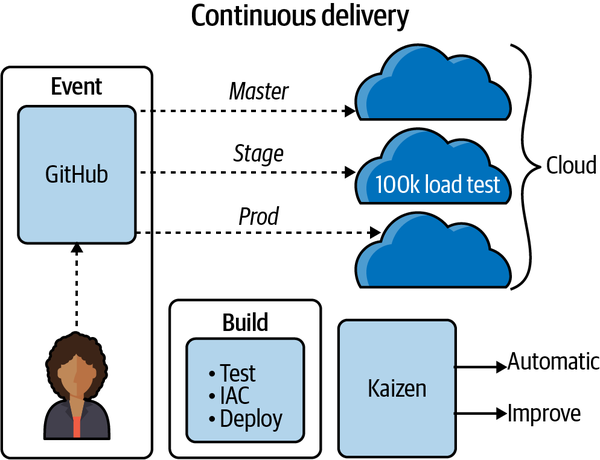 Continuous delivery
Event
GitHub
Master
Stage
Prod
100k load test
Cloud
Build
• Test
• IAC
• Deploy
Kaizen
Automatic
Improve